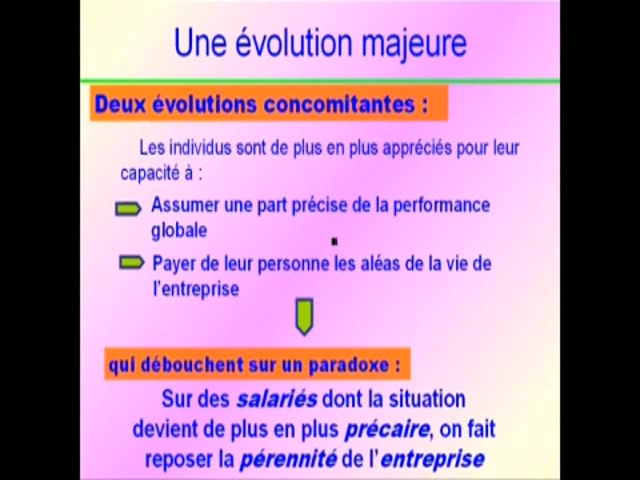 Une évolution majeure
Deux évolutions concomitantes :
Les individus sont de plus en plus appréciés pour leur
capacité à :
Assumer une part précise de la performance
globale
Payer de leur personne les aléas de la vie de
l'entreprise
qui débouchent sur un paradoxe :
Sur des salariés dont la situation
devient de plus en plus précaire, on fait
reposer la pérennité de l'entreprise